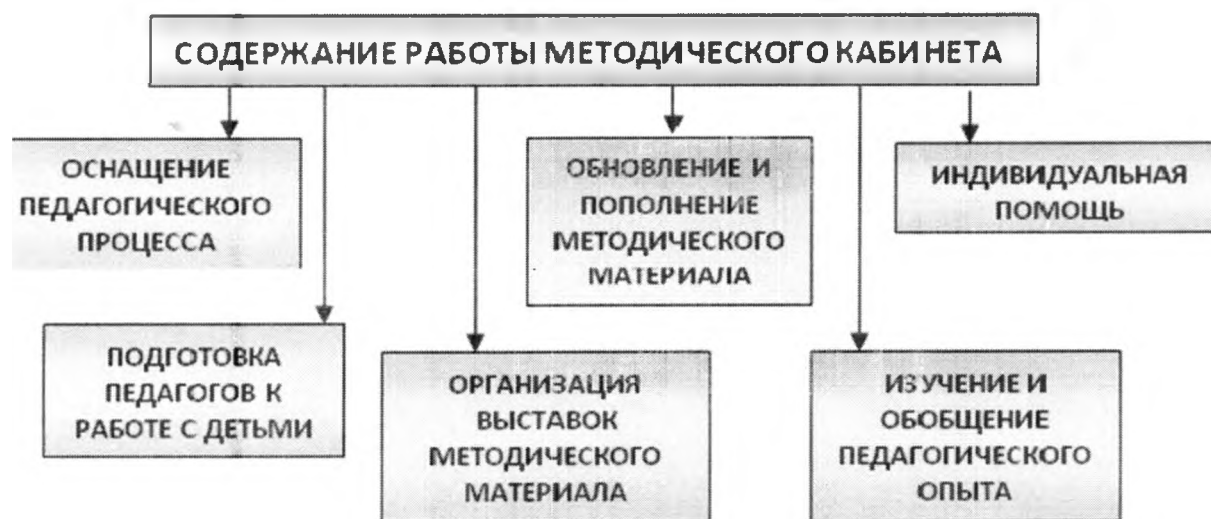 СОДЕРЖАНИЕ РАБОТЫ МЕТОДИЧЕСКОГО КАБИНЕТА
ОСНАЩЕНИЕ
ПЕДАГОГИЧЕСКОГО
ПРОЦЕССА
ОБНОВЛЕНИЕ И
ПОПОЛНЕНИЕ
МЕТОДИЧЕСКОГО
МАТЕРИАЛА
ИНДИВИДУАЛЬНАЯ
ПОМОЩЬ
ПОДГОТОВКА
ПЕДАГОГОВ К
РАБОТЕ С ДЕТЬМИ
ОРГАНИЗАЦИЯ
ВЫСТАВОК
МЕТОДИЧЕСКОГО
МАТЕРИАЛА
ИЗУЧЕНИЕ И
ОБОБЩЕНИЕ
ПЕДАГОГИЧЕСКОГО
ОПЫТА